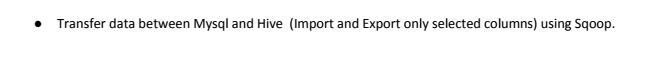 ● Transfer data between Mysql and Hive (Import and Export only selected columns) using Sqoop.